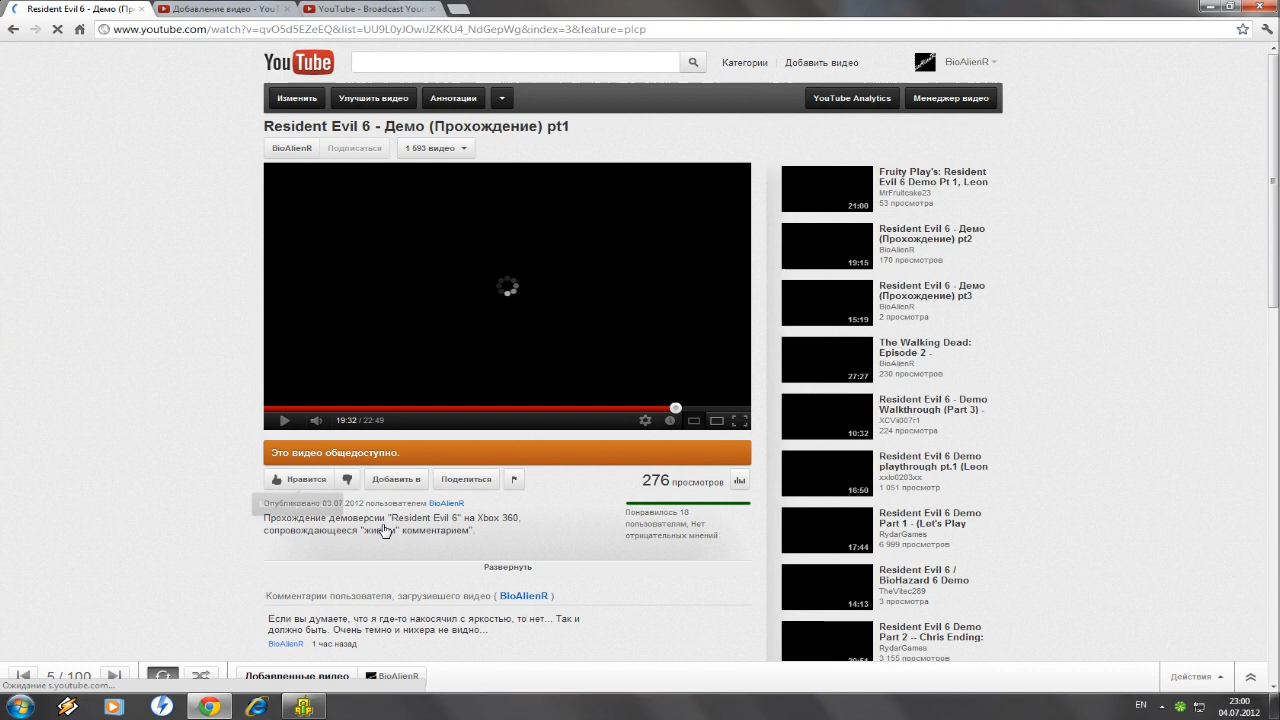 Resident Evil 6 - Демо (Пр
Добавление видео - YouT
YouTube - Broadcast Your
www.youtube.com/watch?v=qvO5d5EZeEQ&list=UU9L0yJOwiJZKKU4_NdGepWg&index=3&feature=plcp
YouTube
Категории
Добавить видео
BioAlienR
Изменить
Улучшить видео
Аннотации
YouTube Analytics
Менеджер видео
Resident Evil 6 - Демо (Прохождение) pt1
BioAlienR
Подписаться
1 593 видео
19:32 / 22:49
Это видео общедоступно.
Нравится
Добавить в
Поделиться
276 просмотров
Опубликовано 03.07.2012 пользователем BioAlienR
Прохождение демоверсии "Resident Evil 6" на Xbox 360,
сопровождающееся комментарием".
Понравилось 18
пользователям, Нет
отрицательных мнений
Развернуть
Комментарии пользователя, загрузившего видео ( BioAlienR )
Если вы думаете, что я где-то накосячил с яркостью, то нет... Так и
должно быть. Очень темно и нихера не видно...
BioAlienR 1 час назад
21:00
Fruity Play's: Resident
Evil 6 Demo Pt 1, Leon
MrFruitcake23
53 просмотра
19:15
Resident Evil 6 - Демо
(Прохождение) pt2
BioAlienR
170 просмотров
15:19
Resident Evil 6 - Демо
(Прохождение) pt3
BioAlienR
2 просмотра
27:27
The Walking Dead:
Episode 2 -
BioAlienR
230 просмотров
10:32
Resident Evil 6 - Demo
Walkthrough (Part 3) -
XCVii007r1
224 просмотра
16:50
Resident Evil 6 Demo
playthrough pt.1 (Leon
xxlo0203xx
1 051 просмотр
17:44
Resident Evil 6 Demo
Part 1 - (Let's Play
RydarGames
6 999 просмотров
14:13
Resident Evil 6 /
BioHazard 6 Demo
TheVitec289
3 просмотра
Resident Evil 6 Demo
Part 2 -- Chris Ending:
RydarGames
3 155 просмотров
5 / 100
Добавленные видео
BioAlienR
Действия
Ожидание s.youtube.com...
EN
23:00
04.07.2012